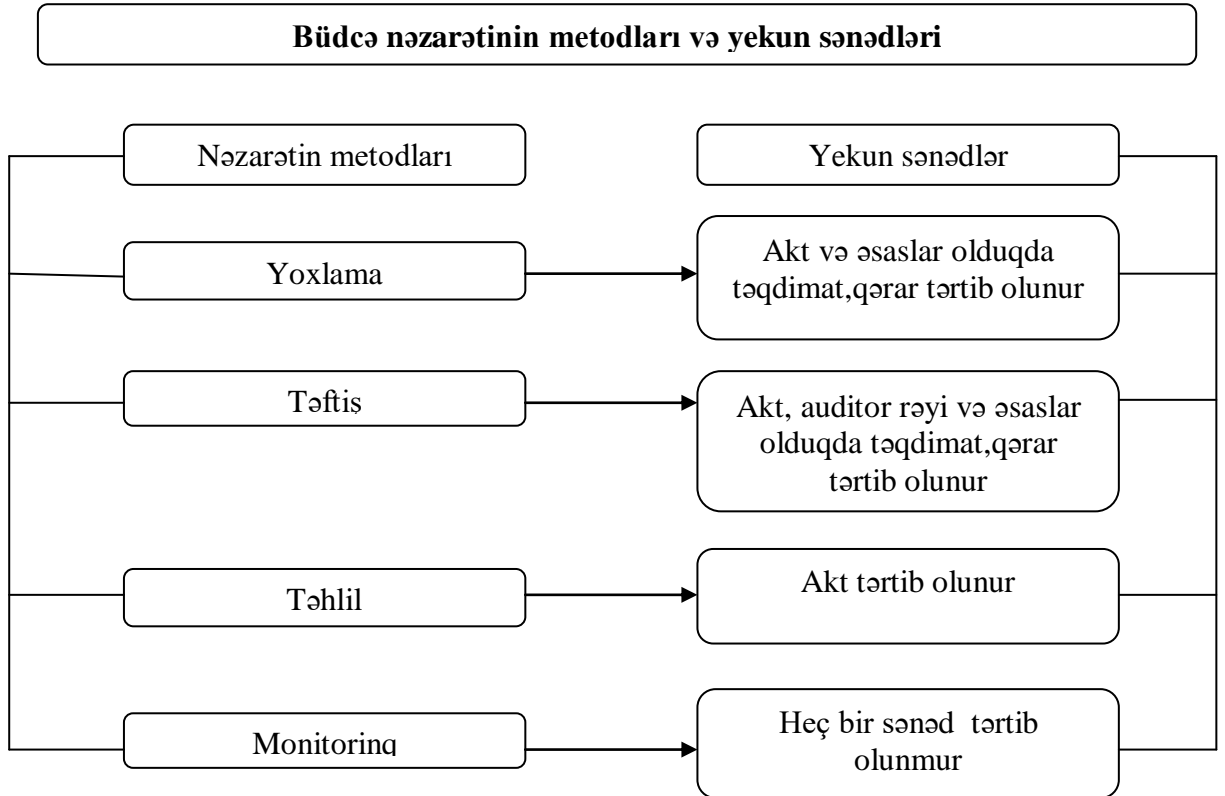 Büdcə nəzarətinin metodları və yekun sənədləri
Nəzarətin metodları
Yekun sənədlər
Yoxlama
Akt və əsaslar olduqda
təqdimat,qərar tərtib olunur
Təftiş
Akt, auditor rəyi və əsaslar
olduqda təqdimat,qərar
tərtib olunur
Təhlil
Akt tərtib olunur
Monitorinq
Heç bir sənəd tərtib
olunmur